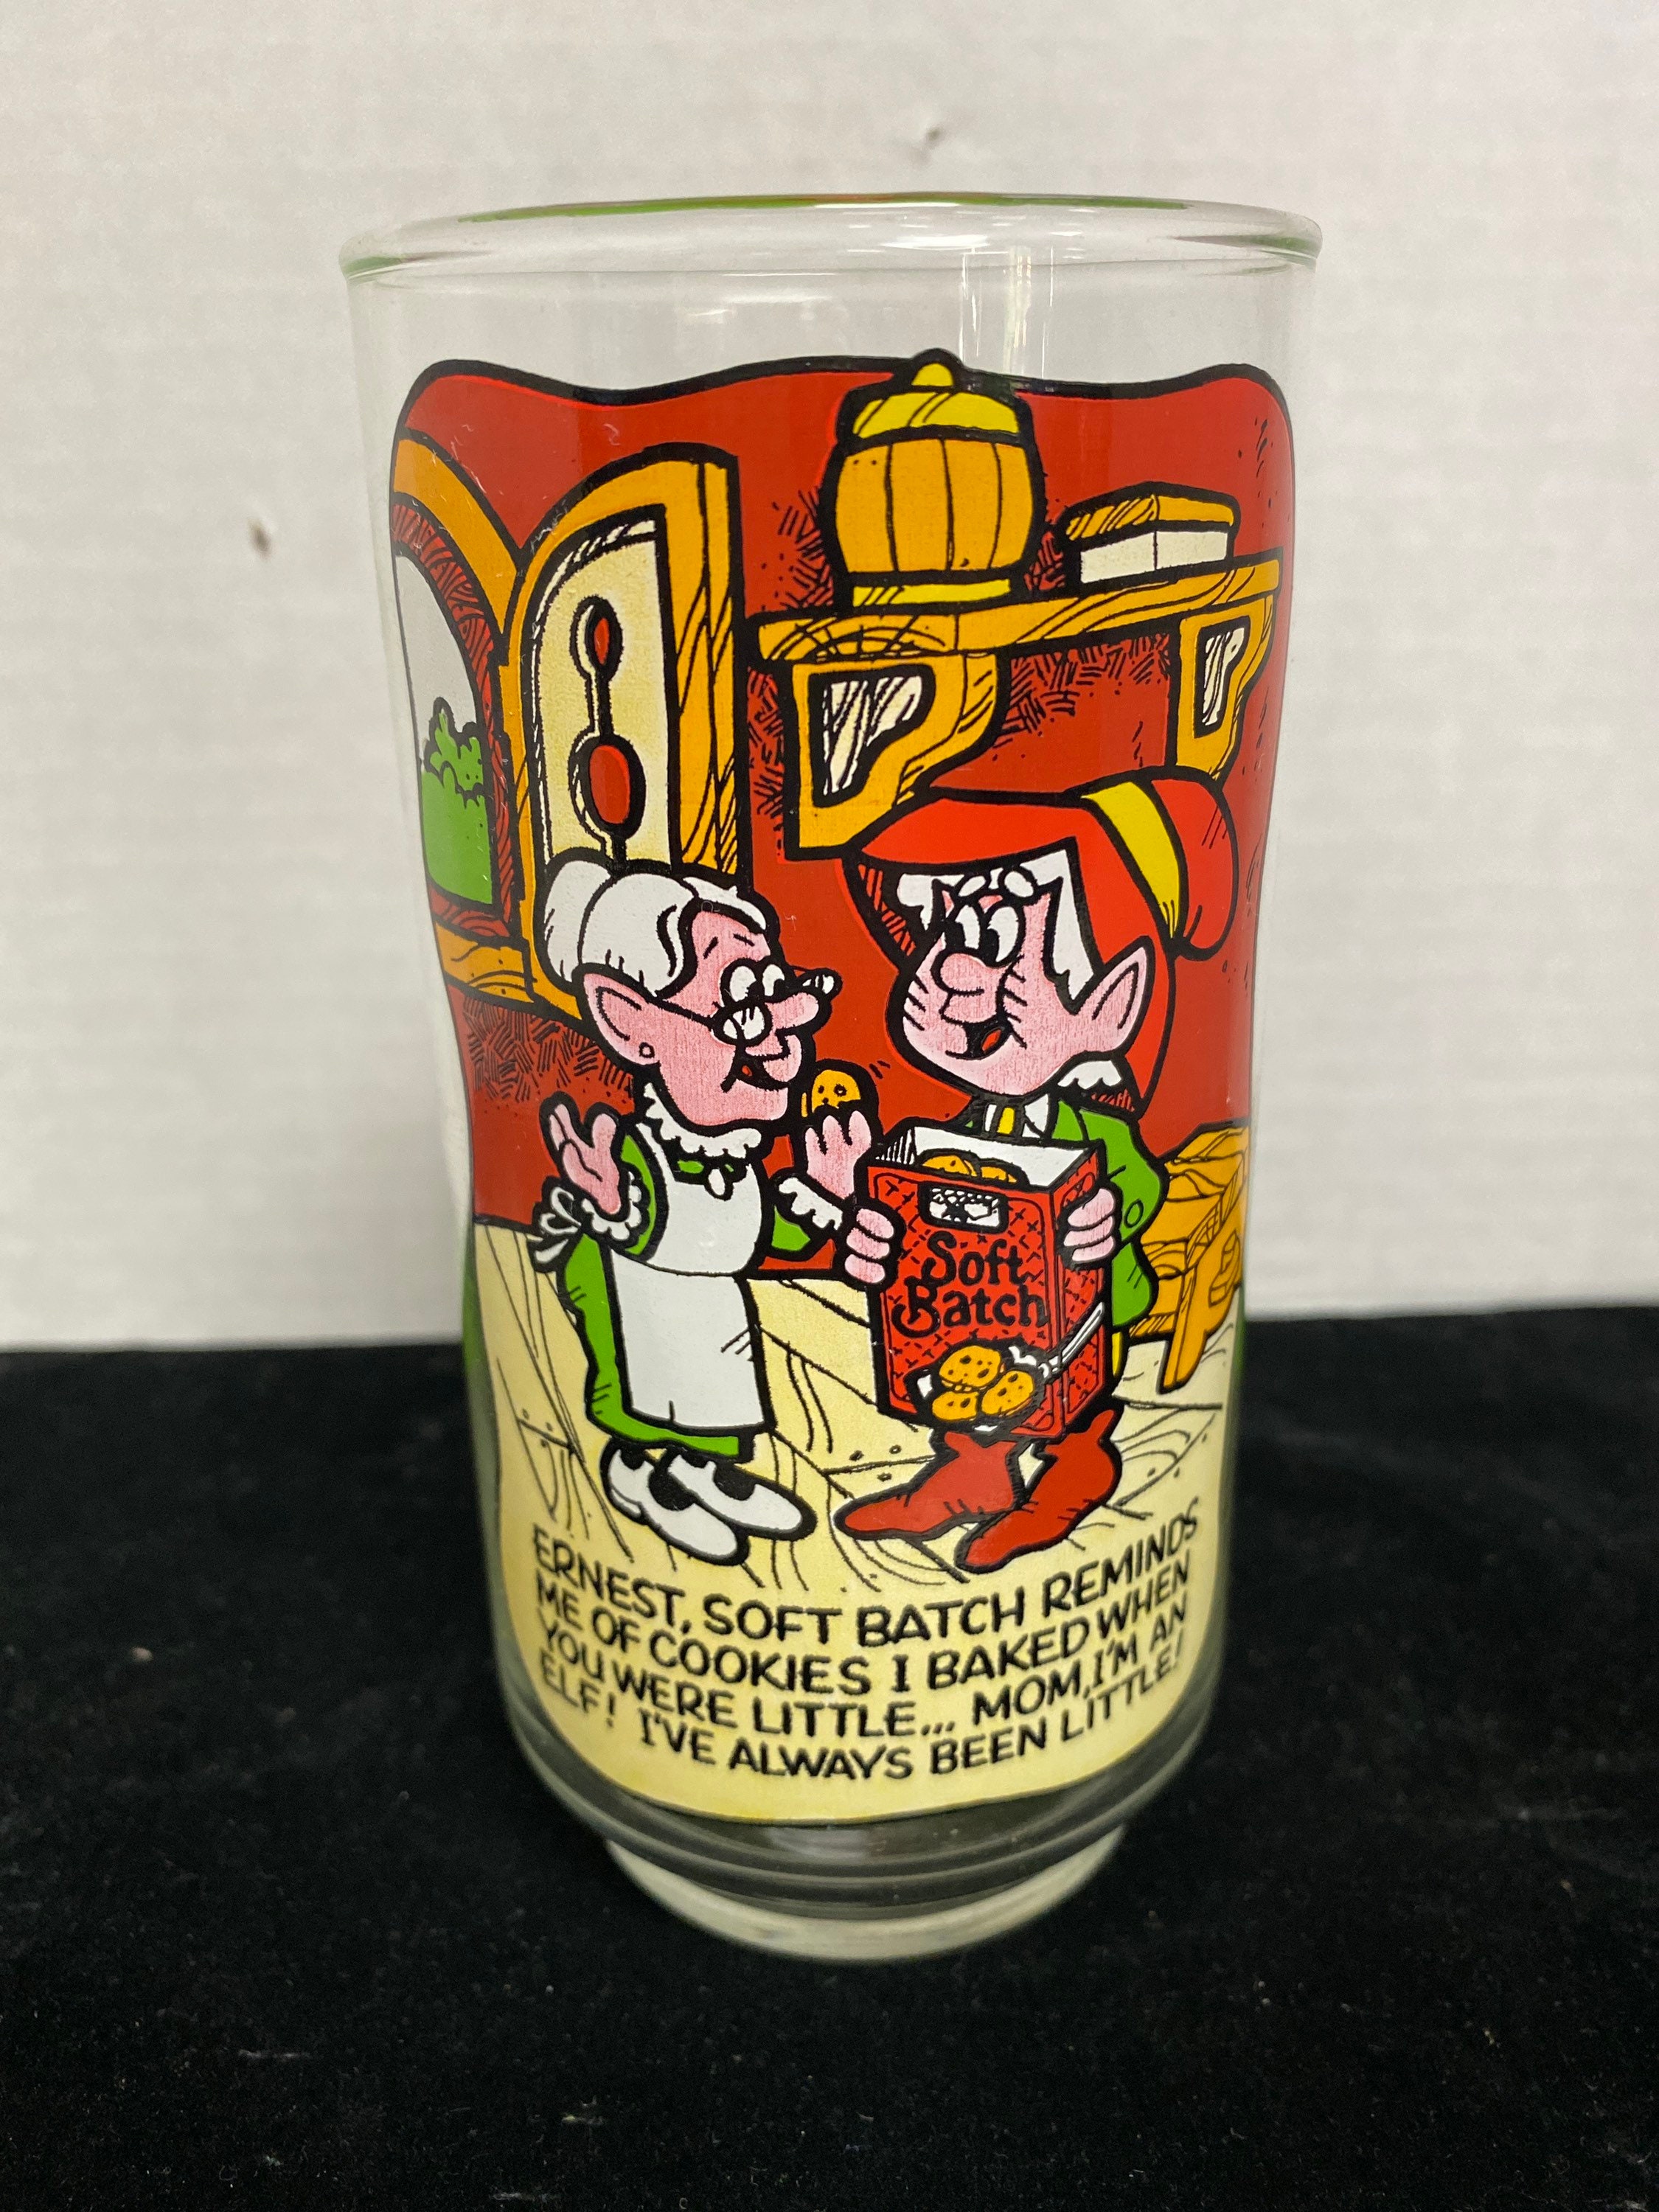 Soft
Batch
ERNEST, SOFT BATCH REMINDS
ME OF COOKIES I BAKED WHEN
YOU WERE LITTLE... MOM, I'M AN
ELF! I'VE ALWAYS BEEN LITTLE!